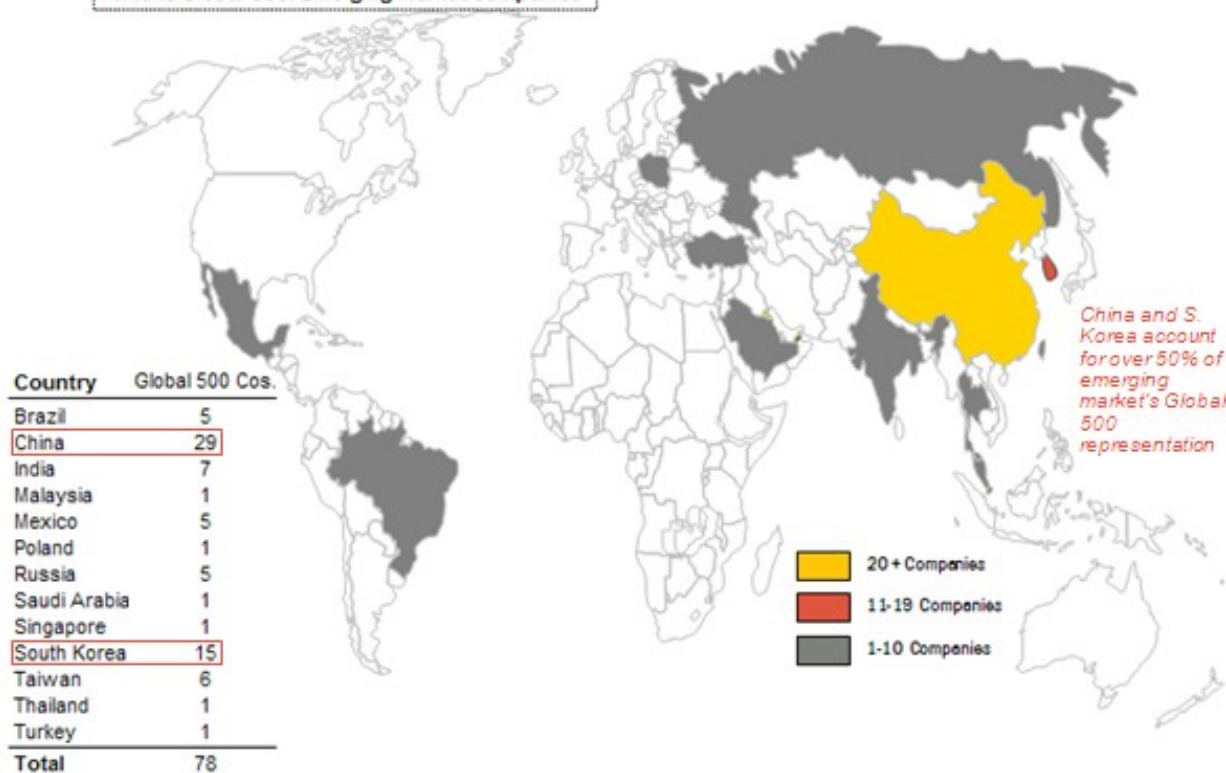 Country Global 500 Cos.
Brazil 5
China 29
India 7
Malaysia 1
Mexico 5
Poland 1
Russia 5
Saudi Arabia 1
Singapore 1
South Korea 15
Taiwan 6
Thailand 1
Turkey 1
Total 78
China and S.
Korea account
for over 50% of
emerging
market's Global
500
representation
20+ Companies
11-19 Companies
1-10 Companies